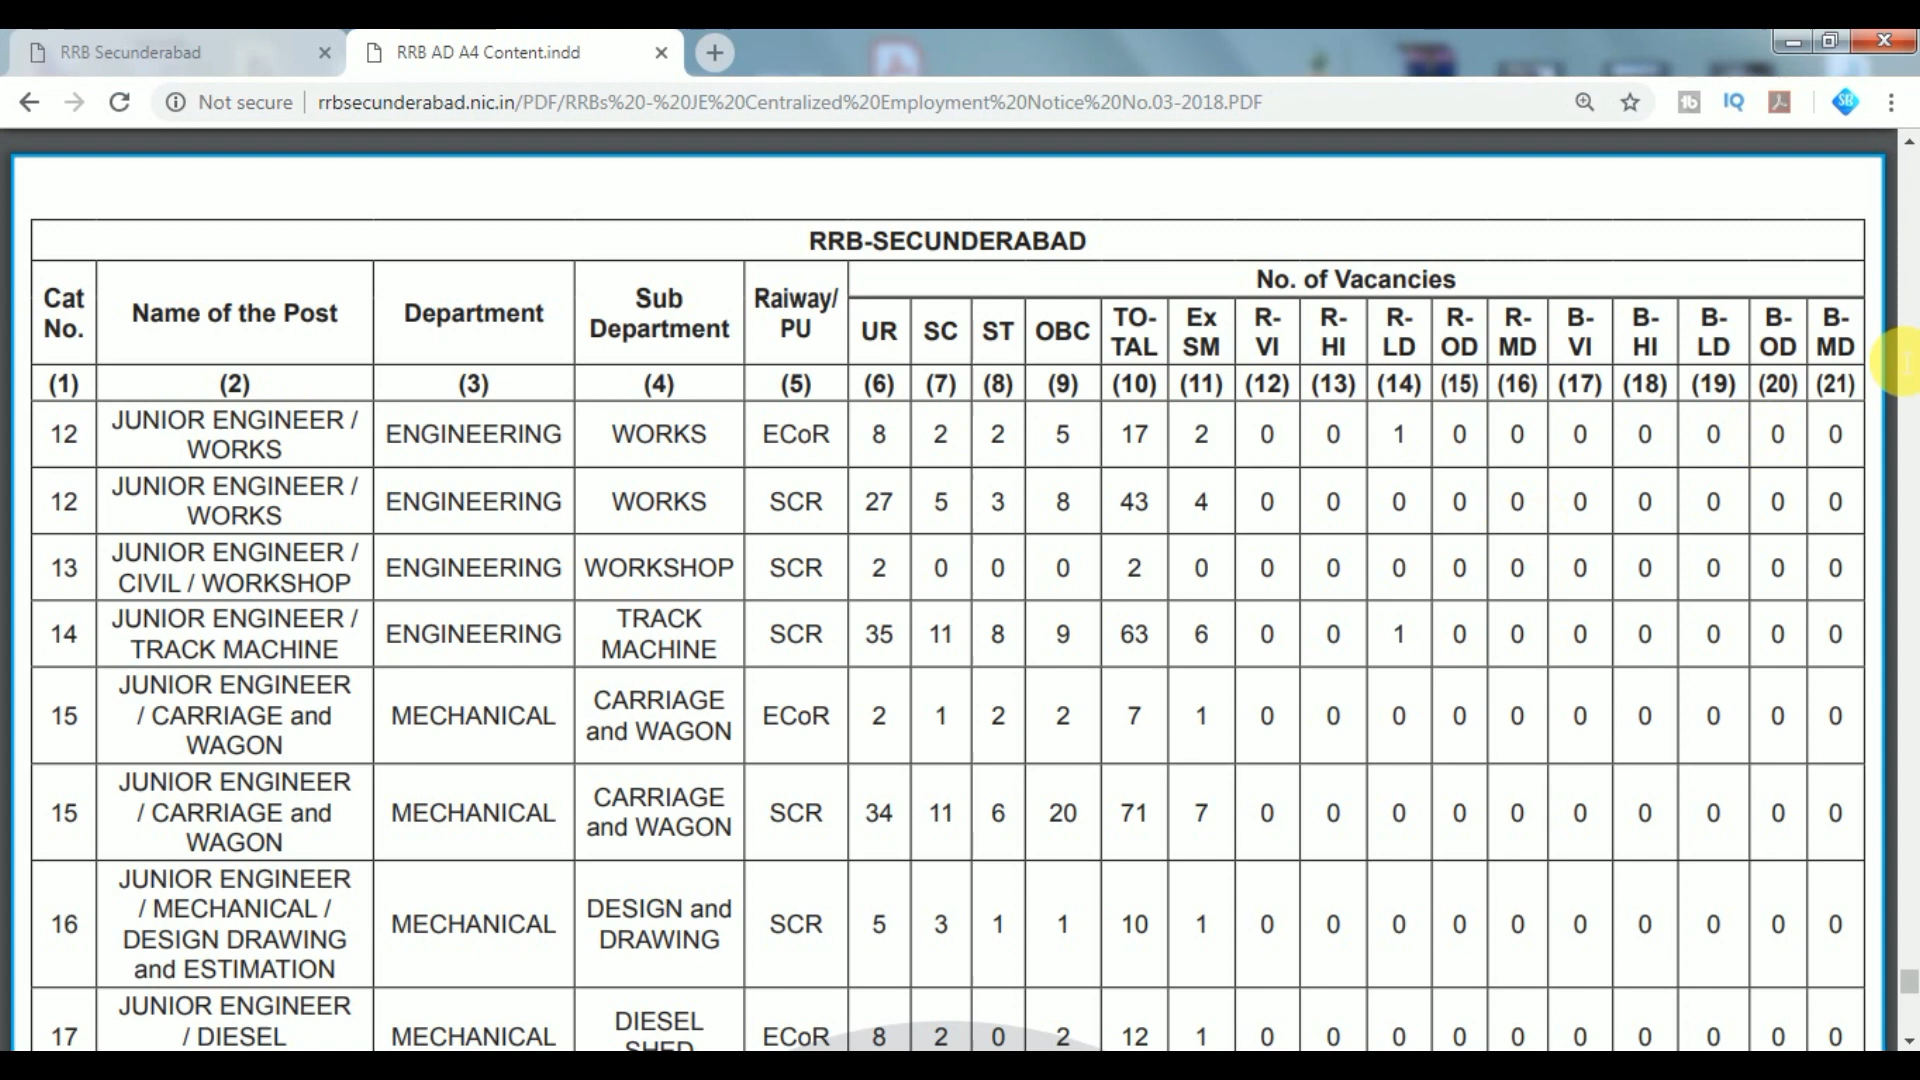 RRB Secunderabad
RRB AD A4 Content.indd
Not secure | rrbsecunderabad.nic.in/PDF/RRBs%20-%20JE%20Centralized%20Employment%20Notice%20No.03-2018.PDF
RRB-SECUNDERABAD
Cat No. Name of the Post Department Sub Department Raiway/ PU No. of Vacancies
UR SC ST OBC TO-TAL Ex SM R-VI R-HI R-LD R-OD R-MD B-VI B-HI B-LD B-OD B-MD
(1) (2) (3) (4) (5) (6) (7) (8) (9) (10) (11) (12) (13) (14) (15) (16) (17) (18) (19) (20) (21)
12 JUNIOR ENGINEER / WORKS ENGINEERING WORKS ECoR 8 2 2 5 17 2 0 0 1 0 0 0 0 0 0 0
12 JUNIOR ENGINEER / WORKS ENGINEERING WORKS SCR 27 5 3 8 43 4 0 0 0 0 0 0 0 0 0 0
13 JUNIOR ENGINEER / CIVIL / WORKSHOP ENGINEERING WORKSHOP SCR 2 0 0 0 2 0 0 0 0 0 0 0 0 0 0 0
14 JUNIOR ENGINEER / TRACK MACHINE ENGINEERING TRACK MACHINE SCR 35 11 8 9 63 6 0 0 1 0 0 0 0 0 0 0
15 JUNIOR ENGINEER / CARRIAGE and WAGON MECHANICAL CARRIAGE and WAGON ECoR 2 1 2 2 7 1 0 0 0 0 0 0 0 0 0 0
15 JUNIOR ENGINEER / CARRIAGE and WAGON MECHANICAL CARRIAGE and WAGON SCR 34 11 6 20 71 7 0 0 0 0 0 0 0 0 0 0
16 JUNIOR ENGINEER / MECHANICAL / DESIGN DRAWING and ESTIMATION MECHANICAL DESIGN and DRAWING SCR 5 3 1 1 10 1 0 0 0 0 0 0 0 0 0 0
17 JUNIOR ENGINEER / DIESEL MECHANICAL DIESEL SHED ECoR 8 2 0 2 12 1 0 0 0 0 0 0 0 0 0 0